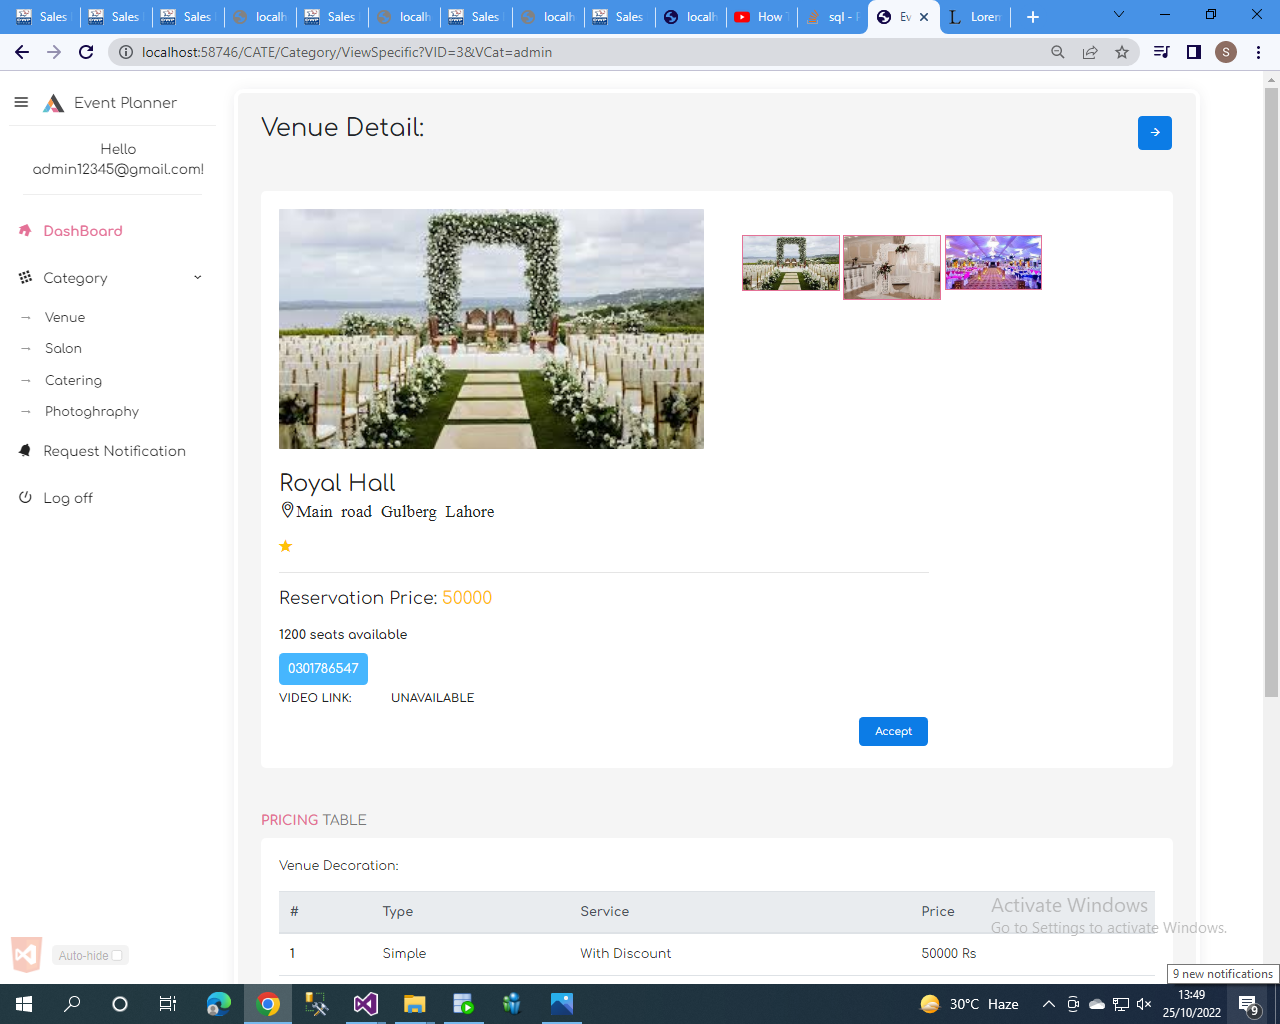 Sales
Sales
Sales
localh
Sales
localh
Sales
localh
Sales
localh
How T
sql - F
Ev
Lorem
localhost:58746/CATE/Category/ViewSpecific?VID=3&VCat=admin
S
Event Planner
Hello
admin12345@gmail.com!
DashBoard
Category
Venue
Salon
Catering
Photoghraphy
Request Notification
Log off
Auto-hide
Venue Detail:
Royal Hall
Main road Gulberg Lahore
Reservation Price: 50000
1200 seats available
0301786547
VIDEO LINK: UNAVAILABLE
Accept
PRICING TABLE
Venue Decoration:
# Type Service Price
1 Simple With Discount 50000 Rs
Activate Windows
Go to Settings to activate Windows.
9 new notifications
30°C Haze
13:49
25/10/2022
9